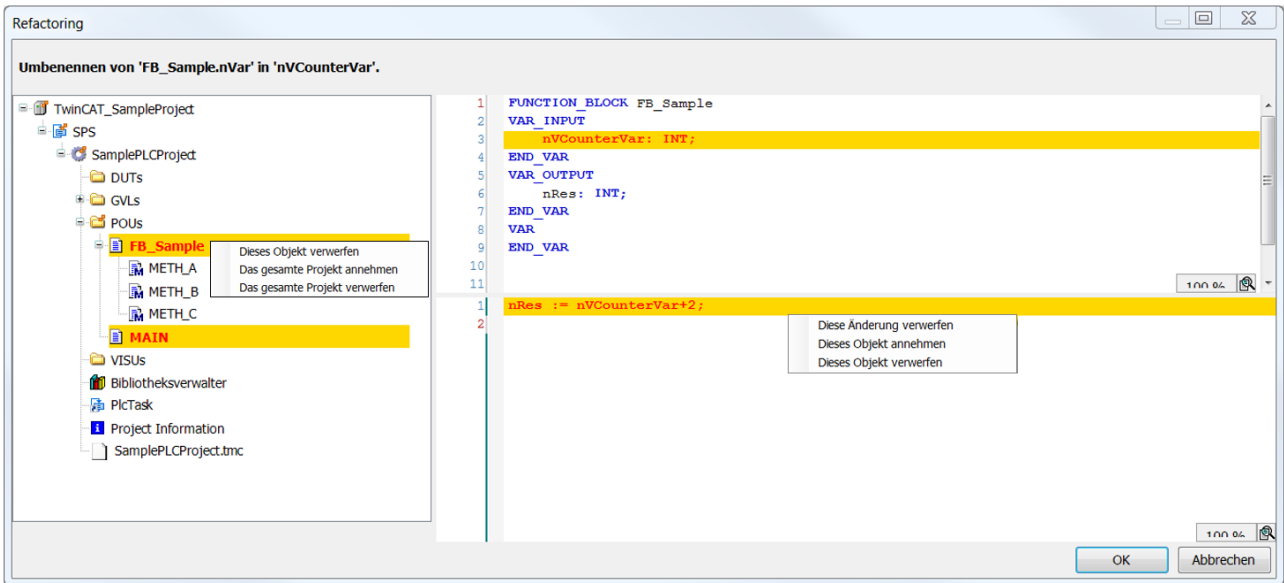 Refactoring
Umbenennen von 'FB_Sample.nVar' in 'nVCounterVar'.
TwinCAT_SampleProject
SPS
SamplePLCProject
DUTs
GVLs
POUs
FB_Sample
METH_A
METH_B
METH_C
MAIN
VISUs
Bibliotheksverwalter
PlcTask
Project Information
SamplePLCProject.tmc
Dieses Objekt verwerfen
Das gesamte Projekt annehmen
Das gesamte Projekt verwerfen
1 FUNCTION_BLOCK FB_Sample
2 VAR_INPUT
3 nVCounterVar: INT;
4 END_VAR
5 VAR_OUTPUT
6 nRes: INT;
7 END_VAR
8 VAR
9 END_VAR
10
11
100 %
1 nRes := nVCounterVar+2;
2
Diese Änderung verwerfen
Dieses Objekt annehmen
Dieses Objekt verwerfen
100 %
OK
Abbrechen